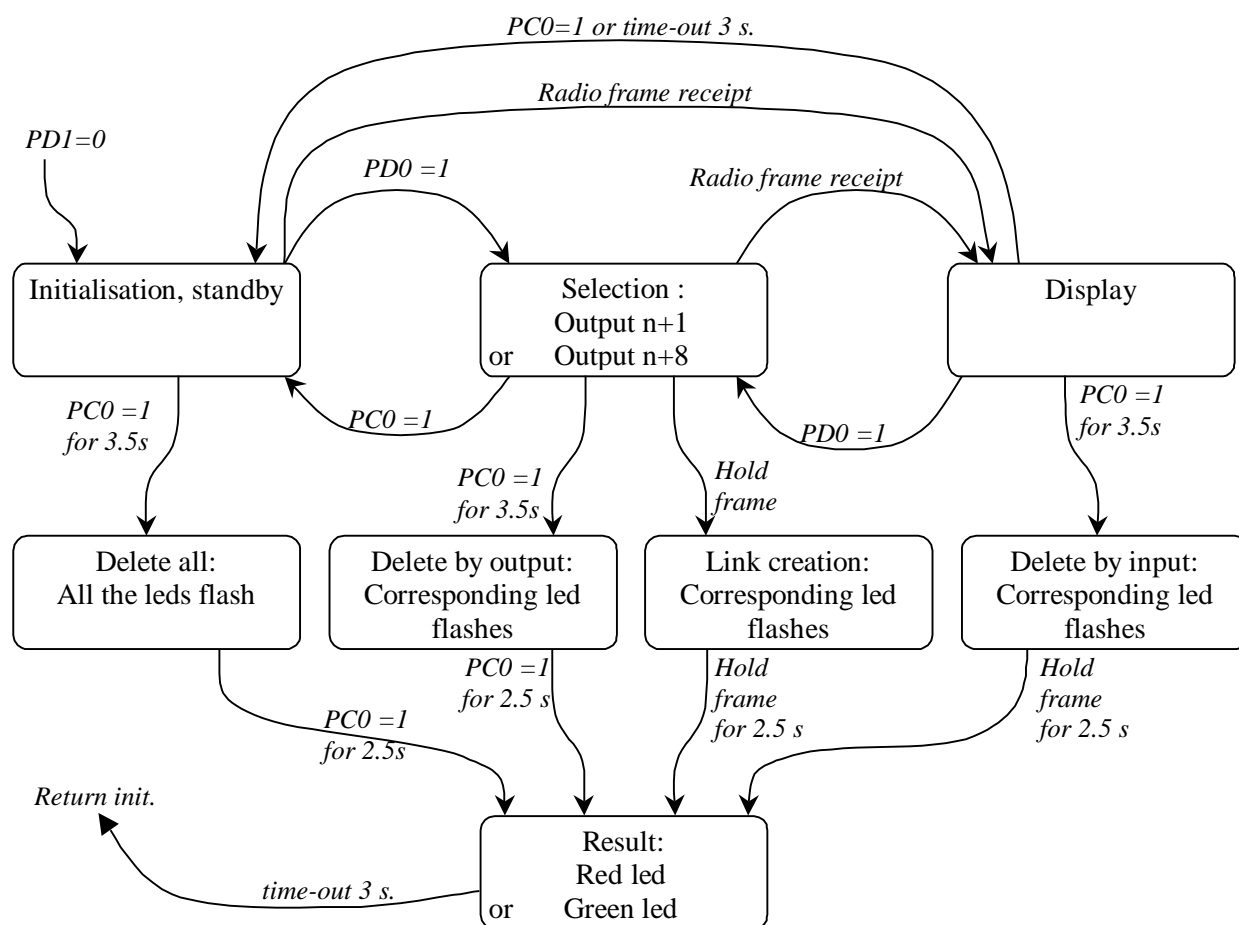 PC0=1 or time-out 3 s.
Radio frame receipt
PD1=0
PD0 =1
Radio frame receipt
Initialisation, standby
Selection :
Output n+1
or Output n+8
Display
PC0 =1
for 3.5s
PC0 =1
PD0 =1
PC0 =1
for 3.5s
PC0 =1
for 3.5s
Hold
frame
Delete all:
All the leds flash
Delete by output:
Corresponding led
flashes
Link creation:
Corresponding led
flashes
Delete by input:
Corresponding led
flashes
PC0 =1
for 2.5s
PC0 =1
for 2.5 s
Hold
frame
for 2.5 s
Hold
frame
for 2.5 s
Return init.
Result:
Red led
or Green led
time-out 3 s.